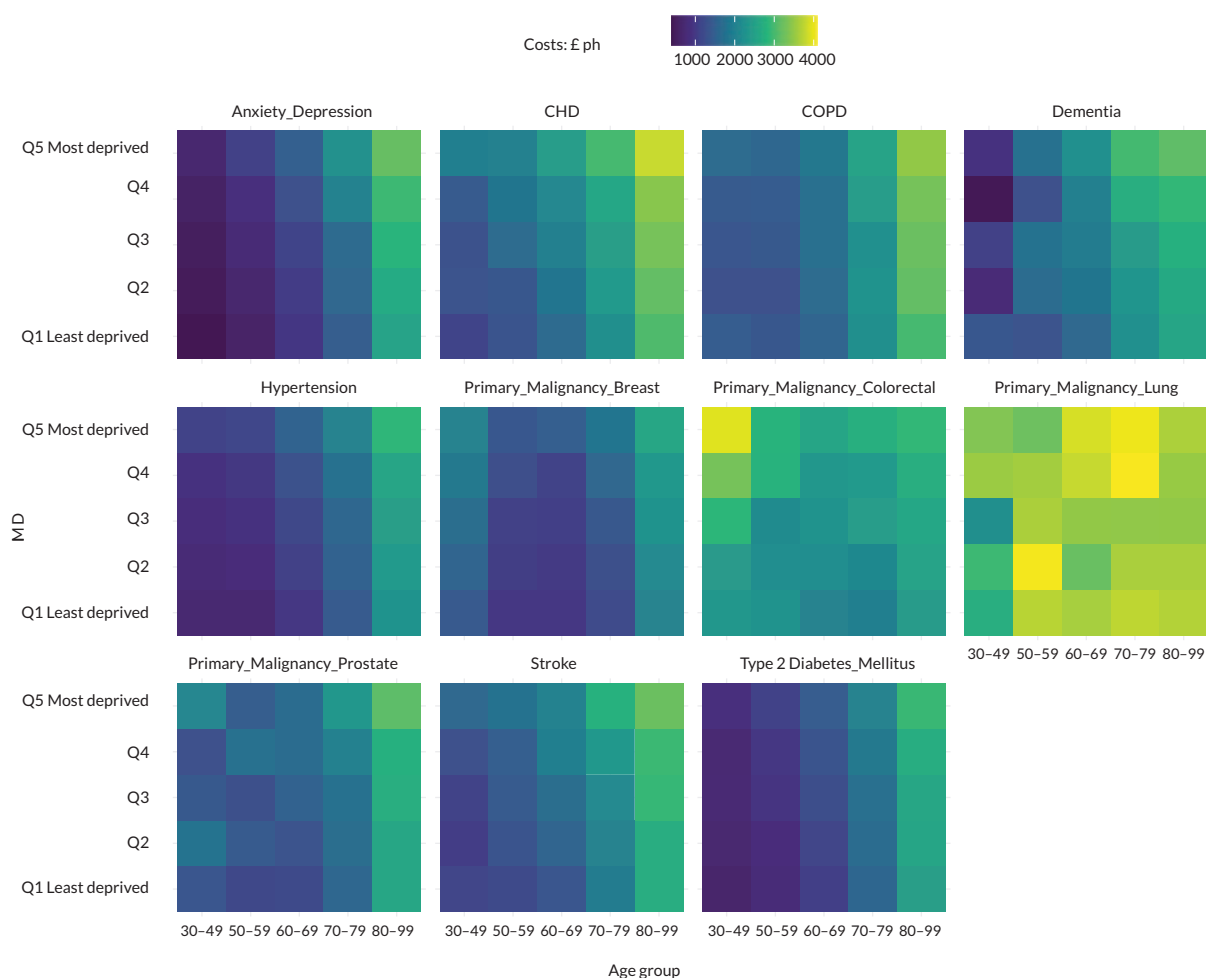 Costs: £ ph
1000 2000 3000 4000
Anxiety_Depression CHD COPD Dementia
Q5 Most deprived
Q4
Q3
Q2
Q1 Least deprived
Hypertension Primary_Malignancy_Breast Primary_Malignancy_Colorectal Primary_Malignancy_Lung
Q5 Most deprived
Q4
Q3
Q2
Q1 Least deprived
MD
30–49 50–59 60–69 70–79 80–99
Primary_Malignancy_Prostate Stroke Type 2 Diabetes_Mellitus
Q5 Most deprived
Q4
Q3
Q2
Q1 Least deprived
30–49 50–59 60–69 70–79 80–99 30–49 50–59 60–69 70–79 80–99 30–49 50–59 60–69 70–79 80–99
Age group